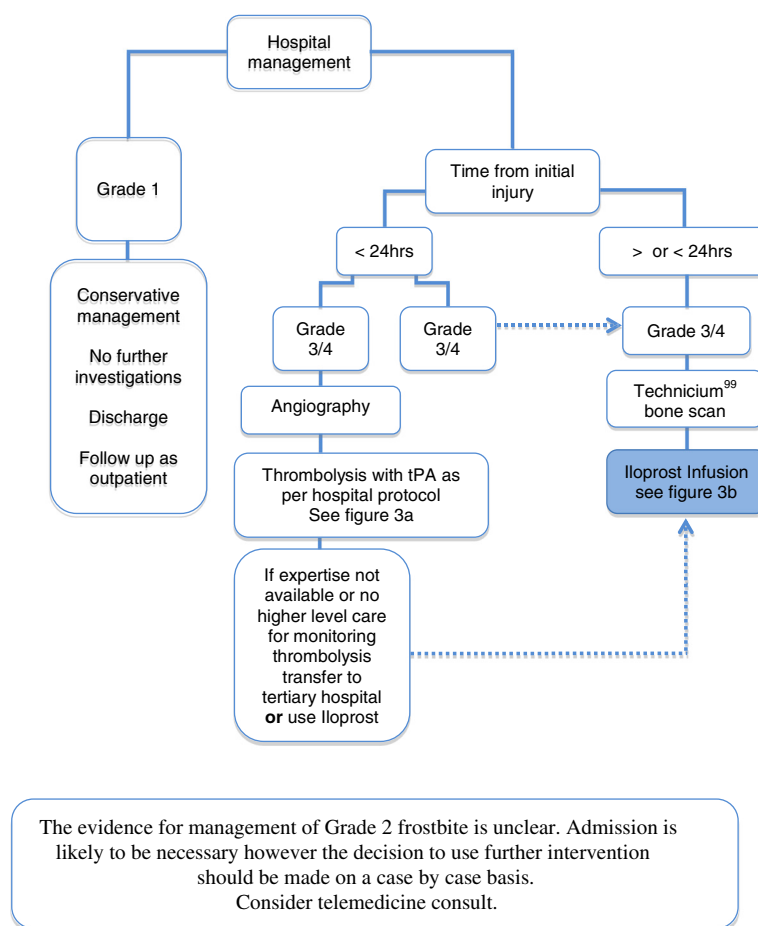 Hospital
management
Grade 1
Conservative
management
No further
investigations
Discharge
Follow up as
outpatient
Time from initial
injury
< 24hrs
Grade
3/4
Grade
3/4
Angiography
Thrombolysis with tPA as
per hospital protocol
See figure 3a
If expertise not
available or no
higher level care
for monitoring
thrombolysis
transfer to
tertiary hospital
or use Iloprost
> or < 24hrs
Grade 3/4
Technicium⁹⁹
bone scan
Iloprost Infusion
see figure 3b
The evidence for management of Grade 2 frostbite is unclear. Admission is
likely to be necessary however the decision to use further intervention
should be made on a case by case basis.
Consider telemedicine consult.